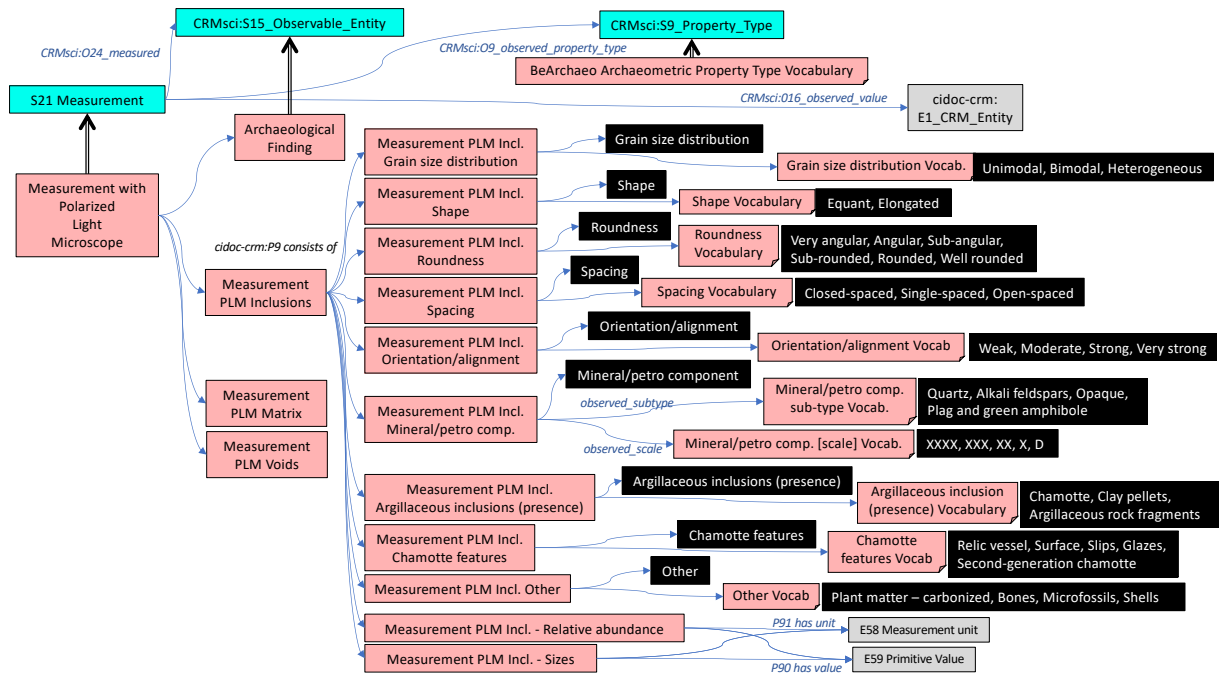 CRMsci:S15_Observable_Entity
CRMsci:S9_Property_Type
CRMsci:O24_measured
CRMsci:O9_observed_property_type
BeArchaeo Archaeometric Property Type Vocabulary
S21 Measurement
CRMsci:016_observed_value
cidoc-crm:
E1_CRM_Entity
Archaeological
Finding
Measurement with
Polarized
Light
Microscope
cidoc-crm:P9 consists of
Measurement
PLM Inclusions
Measurement
PLM Matrix
Measurement
PLM Voids
Measurement PLM Incl.
Grain size distribution
Grain size distribution
Grain size distribution Vocab.
Unimodal, Bimodal, Heterogeneous
Measurement PLM Incl.
Shape
Shape
Shape Vocabulary
Equant, Elongated
Measurement PLM Incl.
Roundness
Roundness
Roundness
Vocabulary
Very angular, Angular, Sub-angular,
Sub-rounded, Rounded, Well rounded
Measurement PLM Incl.
Spacing
Spacing
Spacing Vocabulary
Closed-spaced, Single-spaced, Open-spaced
Measurement PLM Incl.
Orientation/alignment
Orientation/alignment
Orientation/alignment Vocab
Weak, Moderate, Strong, Very strong
Measurement PLM Incl.
Mineral/petro comp.
Mineral/petro component
observed_subtype
Mineral/petro comp.
sub-type Vocab.
Quartz, Alkali feldspars, Opaque,
Plag and green amphibole
observed_scale
Mineral/petro comp. [scale] Vocab.
XXXX, XXX, XX, X, D
Measurement PLM Incl.
Argillaceous inclusions (presence)
Argillaceous inclusions (presence)
Argillaceous inclusion
(presence) Vocabulary
Chamotte, Clay pellets,
Argillaceous rock fragments
Measurement PLM Incl.
Chamotte features
Chamotte features
Chamotte
features Vocab
Relic vessel, Surface, Slips, Glazes,
Second-generation chamotte
Measurement PLM Incl. Other
Other
Other Vocab
Plant matter – carbonized, Bones, Microfossils, Shells
Measurement PLM Incl. - Relative abundance
P91 has unit
E58 Measurement unit
Measurement PLM Incl. - Sizes
P90 has value
E59 Primitive Value